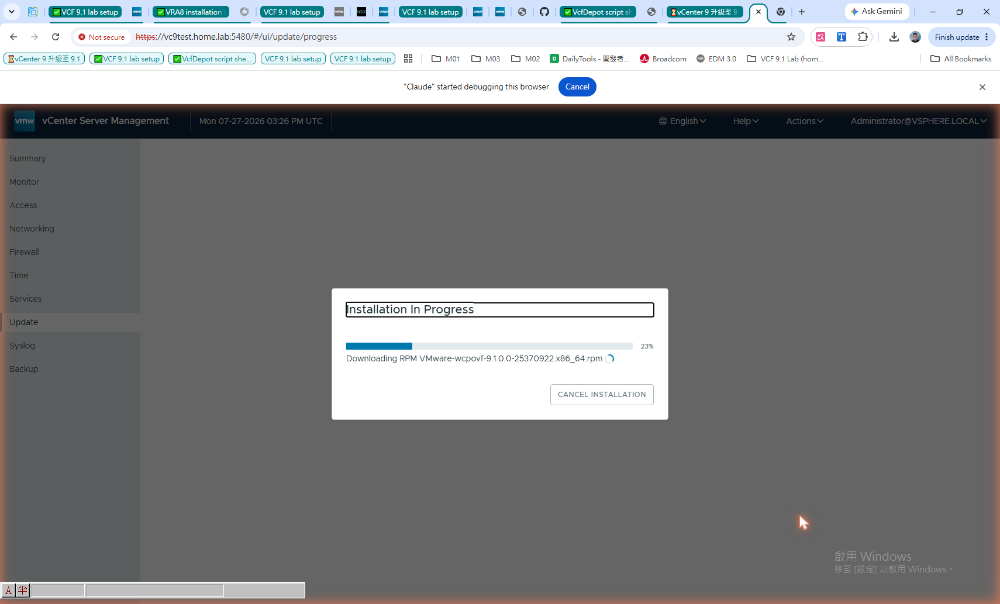 VCF 9.1 lab setup
vmw
VRA8 installation
VCF 9.1 lab setup
vmw
NSX
vmw
VCF 9.1 lab setup
vmw
vmw
VcfDepot script sh
vCenter 9 升级至 9
Ask Gemini
Not secure
https://vc9test.home.lab:5480/#/ui/update/progress
Finish update
vCenter 9 升级至 9.1
VCF 9.1 lab setup
VcfDepot script she...
VCF 9.1 lab setup
VCF 9.1 lab setup
M01
M03
M02
DailyTools - 開發者...
Broadcom
EDM 3.0
VCF 9.1 Lab (hom...
All Bookmarks
"Claude" started debugging this browser
Cancel
vmw
vCenter Server Management
Mon 07-27-2026 03:26 PM UTC
English
Help
Actions
Administrator@VSPHERE.LOCAL
Summary
Monitor
Access
Networking
Firewall
Time
Services
Update
Syslog
Backup
Installation In Progress
23%
Downloading RPM VMware-wcpovf-9.1.0.0-25370922.x86_64.rpm
CANCEL INSTALLATION
啟用 Windows
移至 [設定] 以啟用 Windows。
A 半